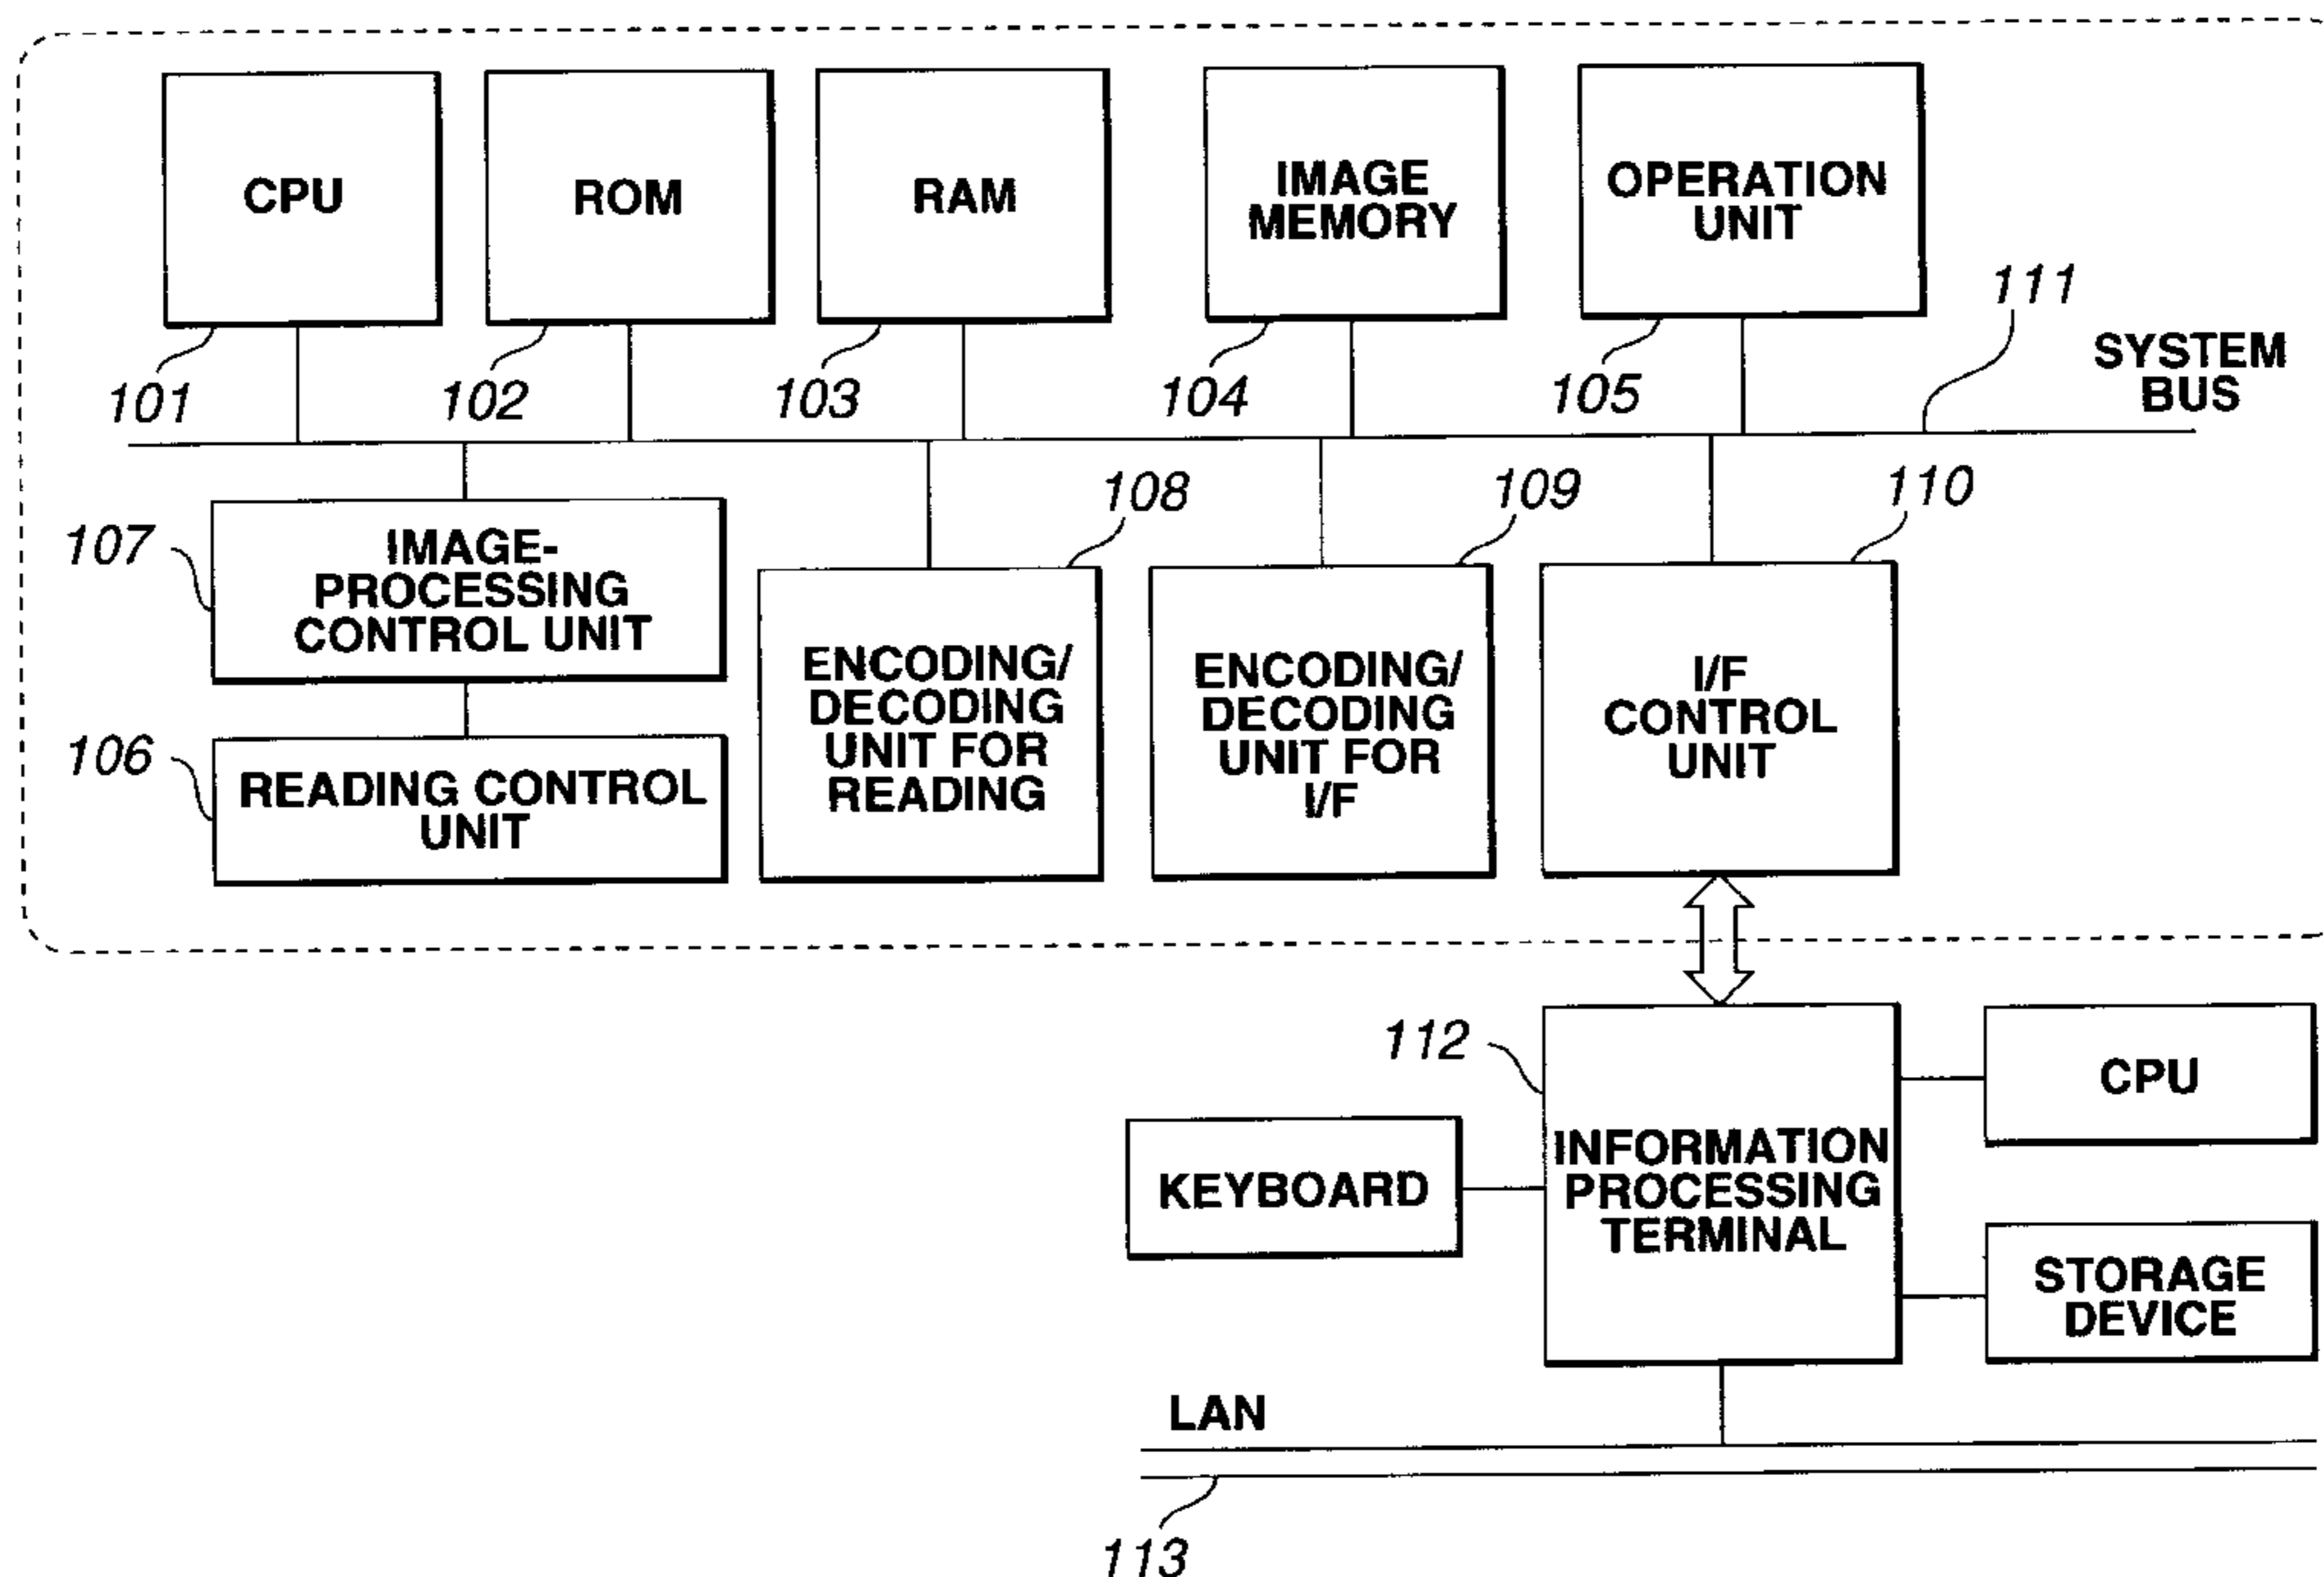 CPU
ROM
RAM
IMAGE
MEMORY
OPERATION
UNIT
101
102
103
104
105
111
SYSTEM
BUS
107
IMAGE-
PROCESSING
CONTROL UNIT
108
109
110
106
READING CONTROL
UNIT
ENCODING/
DECODING
UNIT FOR
READING
ENCODING/
DECODING
UNIT FOR
I/F
I/F
CONTROL
UNIT
112
INFORMATION
PROCESSING
TERMINAL
CPU
KEYBOARD
STORAGE
DEVICE
LAN
113